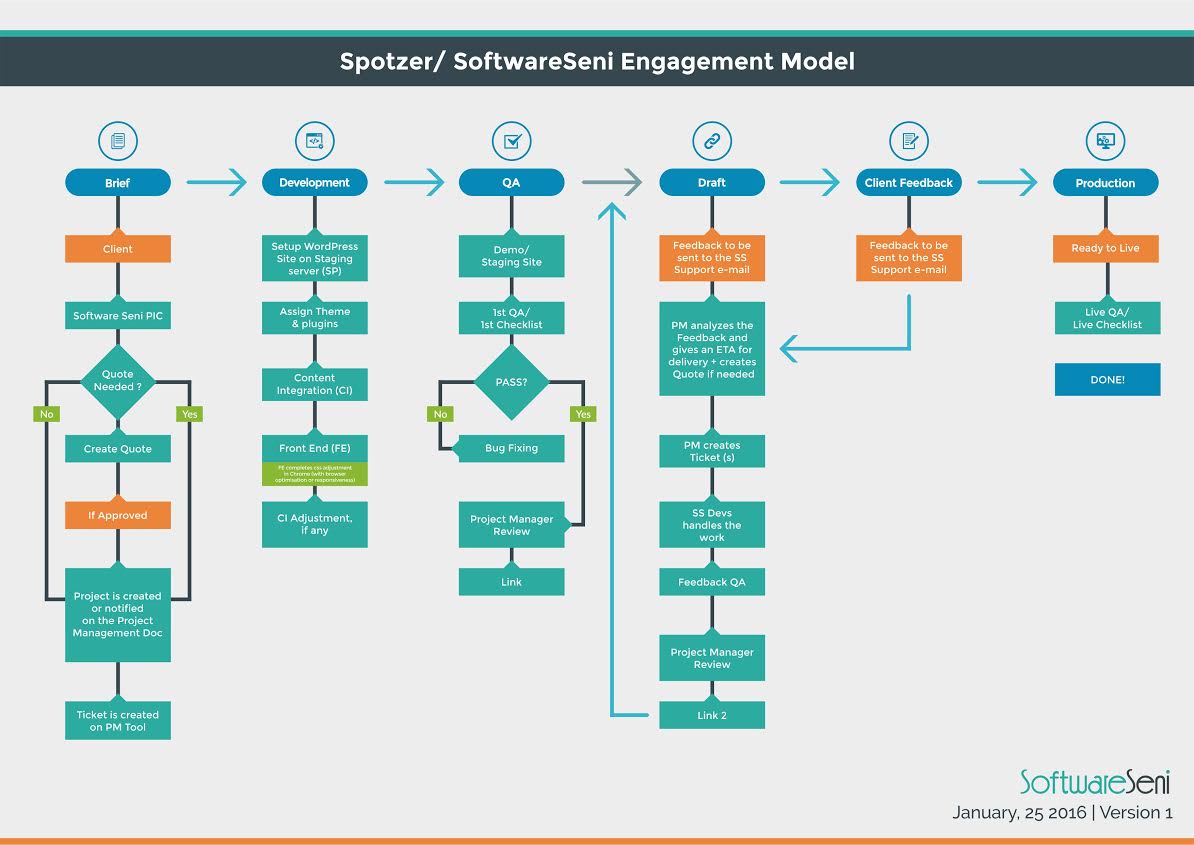 Spotzer/ SoftwareSeni Engagement Model
Brief
Client
Software Seni PIC
Quote
Needed ?
No
Yes
Create Quote
If Approved
Project is created
or notified
on the Project
Management Doc
Ticket is created
on PM Tool
Development
Setup WordPress
Site on Staging
server (SP)
Assign Theme
& plugins
Content
Integration (CI)
Front End (FE)
FE completes css adjustment
in Chrome (with browser
optimisation or responsiveness)
CI Adjustment,
if any
QA
Demo/
Staging Site
1st QA/
1st Checklist
PASS?
No
Yes
Bug Fixing
Project Manager
Review
Link
Draft
Feedback to be
sent to the SS
Support e-mail
PM analyzes the
Feedback and
gives an ETA for
delivery + creates
Quote if needed
PM creates
Ticket (s)
SS Devs
handles the
work
Feedback QA
Project Manager
Review
Link 2
Client Feedback
Feedback to be
sent to the SS
Support e-mail
Production
Ready to Live
Live QA/
Live Checklist
DONE!
SoftwareSeni
January, 25 2016 | Version 1